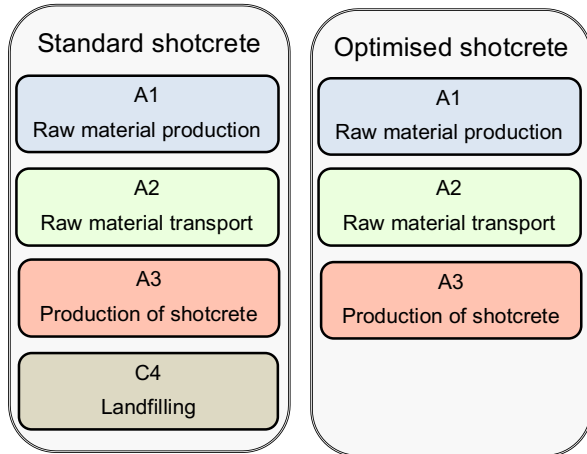 Standard shotcrete
A1
Raw material production
A2
Raw material transport
A3
Production of shotcrete
C4
Landfilling
Optimised shotcrete
A1
Raw material production
A2
Raw material transport
A3
Production of shotcrete